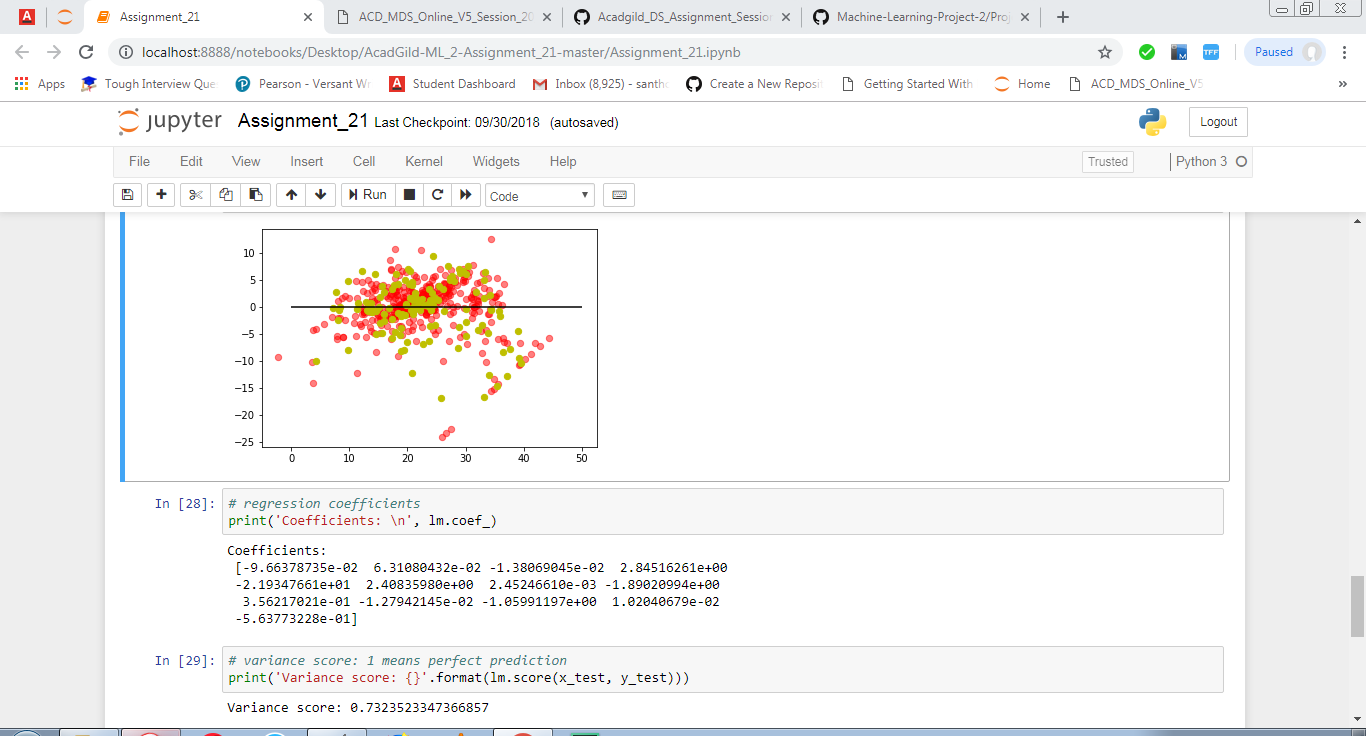 Assignment_21
ACD_MDS_Online_V5_Session_20
Acadgild_DS_Assignment_Session
Machine-Learning-Project-2/Proj
localhost:8888/notebooks/Desktop/AcadGild-ML_2-Assignment_21-master/Assignment_21.ipynb
M
TFF
Paused
Apps
Tough Interview Que
Pearson - Versant Wr
A
Student Dashboard
Inbox (8,925) - santho
Create a New Reposit
Getting Started With
Home
ACD_MDS_Online_V5
»
jupyter Assignment_21 Last Checkpoint: 09/30/2018 (autosaved)
Logout
File Edit View Insert Cell Kernel Widgets Help
Trusted
Python 3
Run
Code
10
5
0
−5
−10
−15
−20
−25
0 10 20 30 40 50
In [28]: # regression coefficients
print('Coefficients: \n', lm.coef_)
Coefficients:
[-9.66378735e-02 6.31080432e-02 -1.38069045e-02 2.84516261e+00
-2.19347661e+01 2.40835980e+00 2.45246610e-03 -1.89020994e+00
3.56217021e-01 -1.27942145e-02 -1.05991197e+00 1.02040679e-02
-5.63773228e-01]
In [29]: # variance score: 1 means perfect prediction
print('Variance score: {}'.format(lm.score(x_test, y_test)))
Variance score: 0.7323523347366857